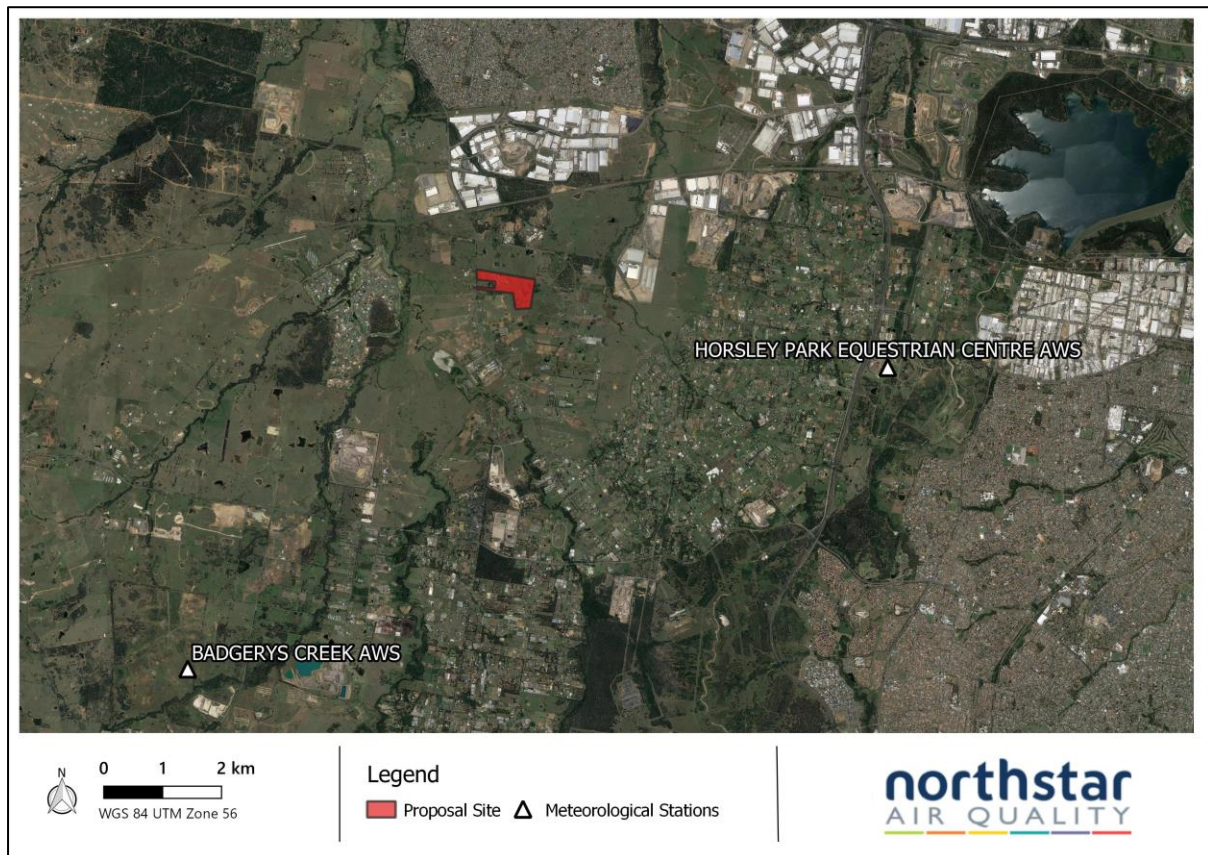 HORSLEY PARK EQUESTRIAN CENTRE AWS
BADGERYS CREEK AWS
N
0 1 2 km
WGS 84 UTM Zone 56
Legend
Proposal Site
Meteorological Stations
northstar
AIR QUALITY